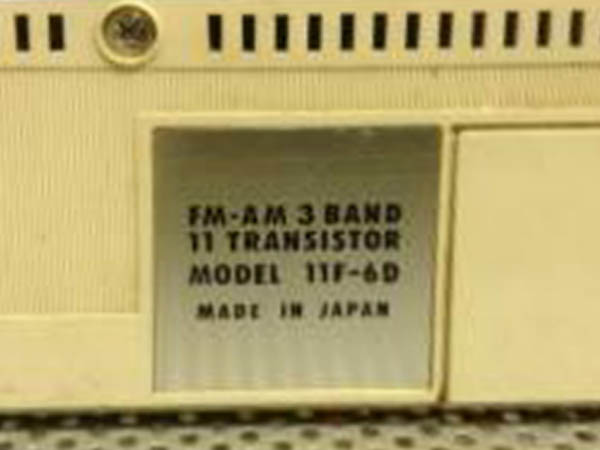 FM-AM 3 BAND
11 TRANSISTOR
MODEL 11F-6D
MADE IN JAPAN